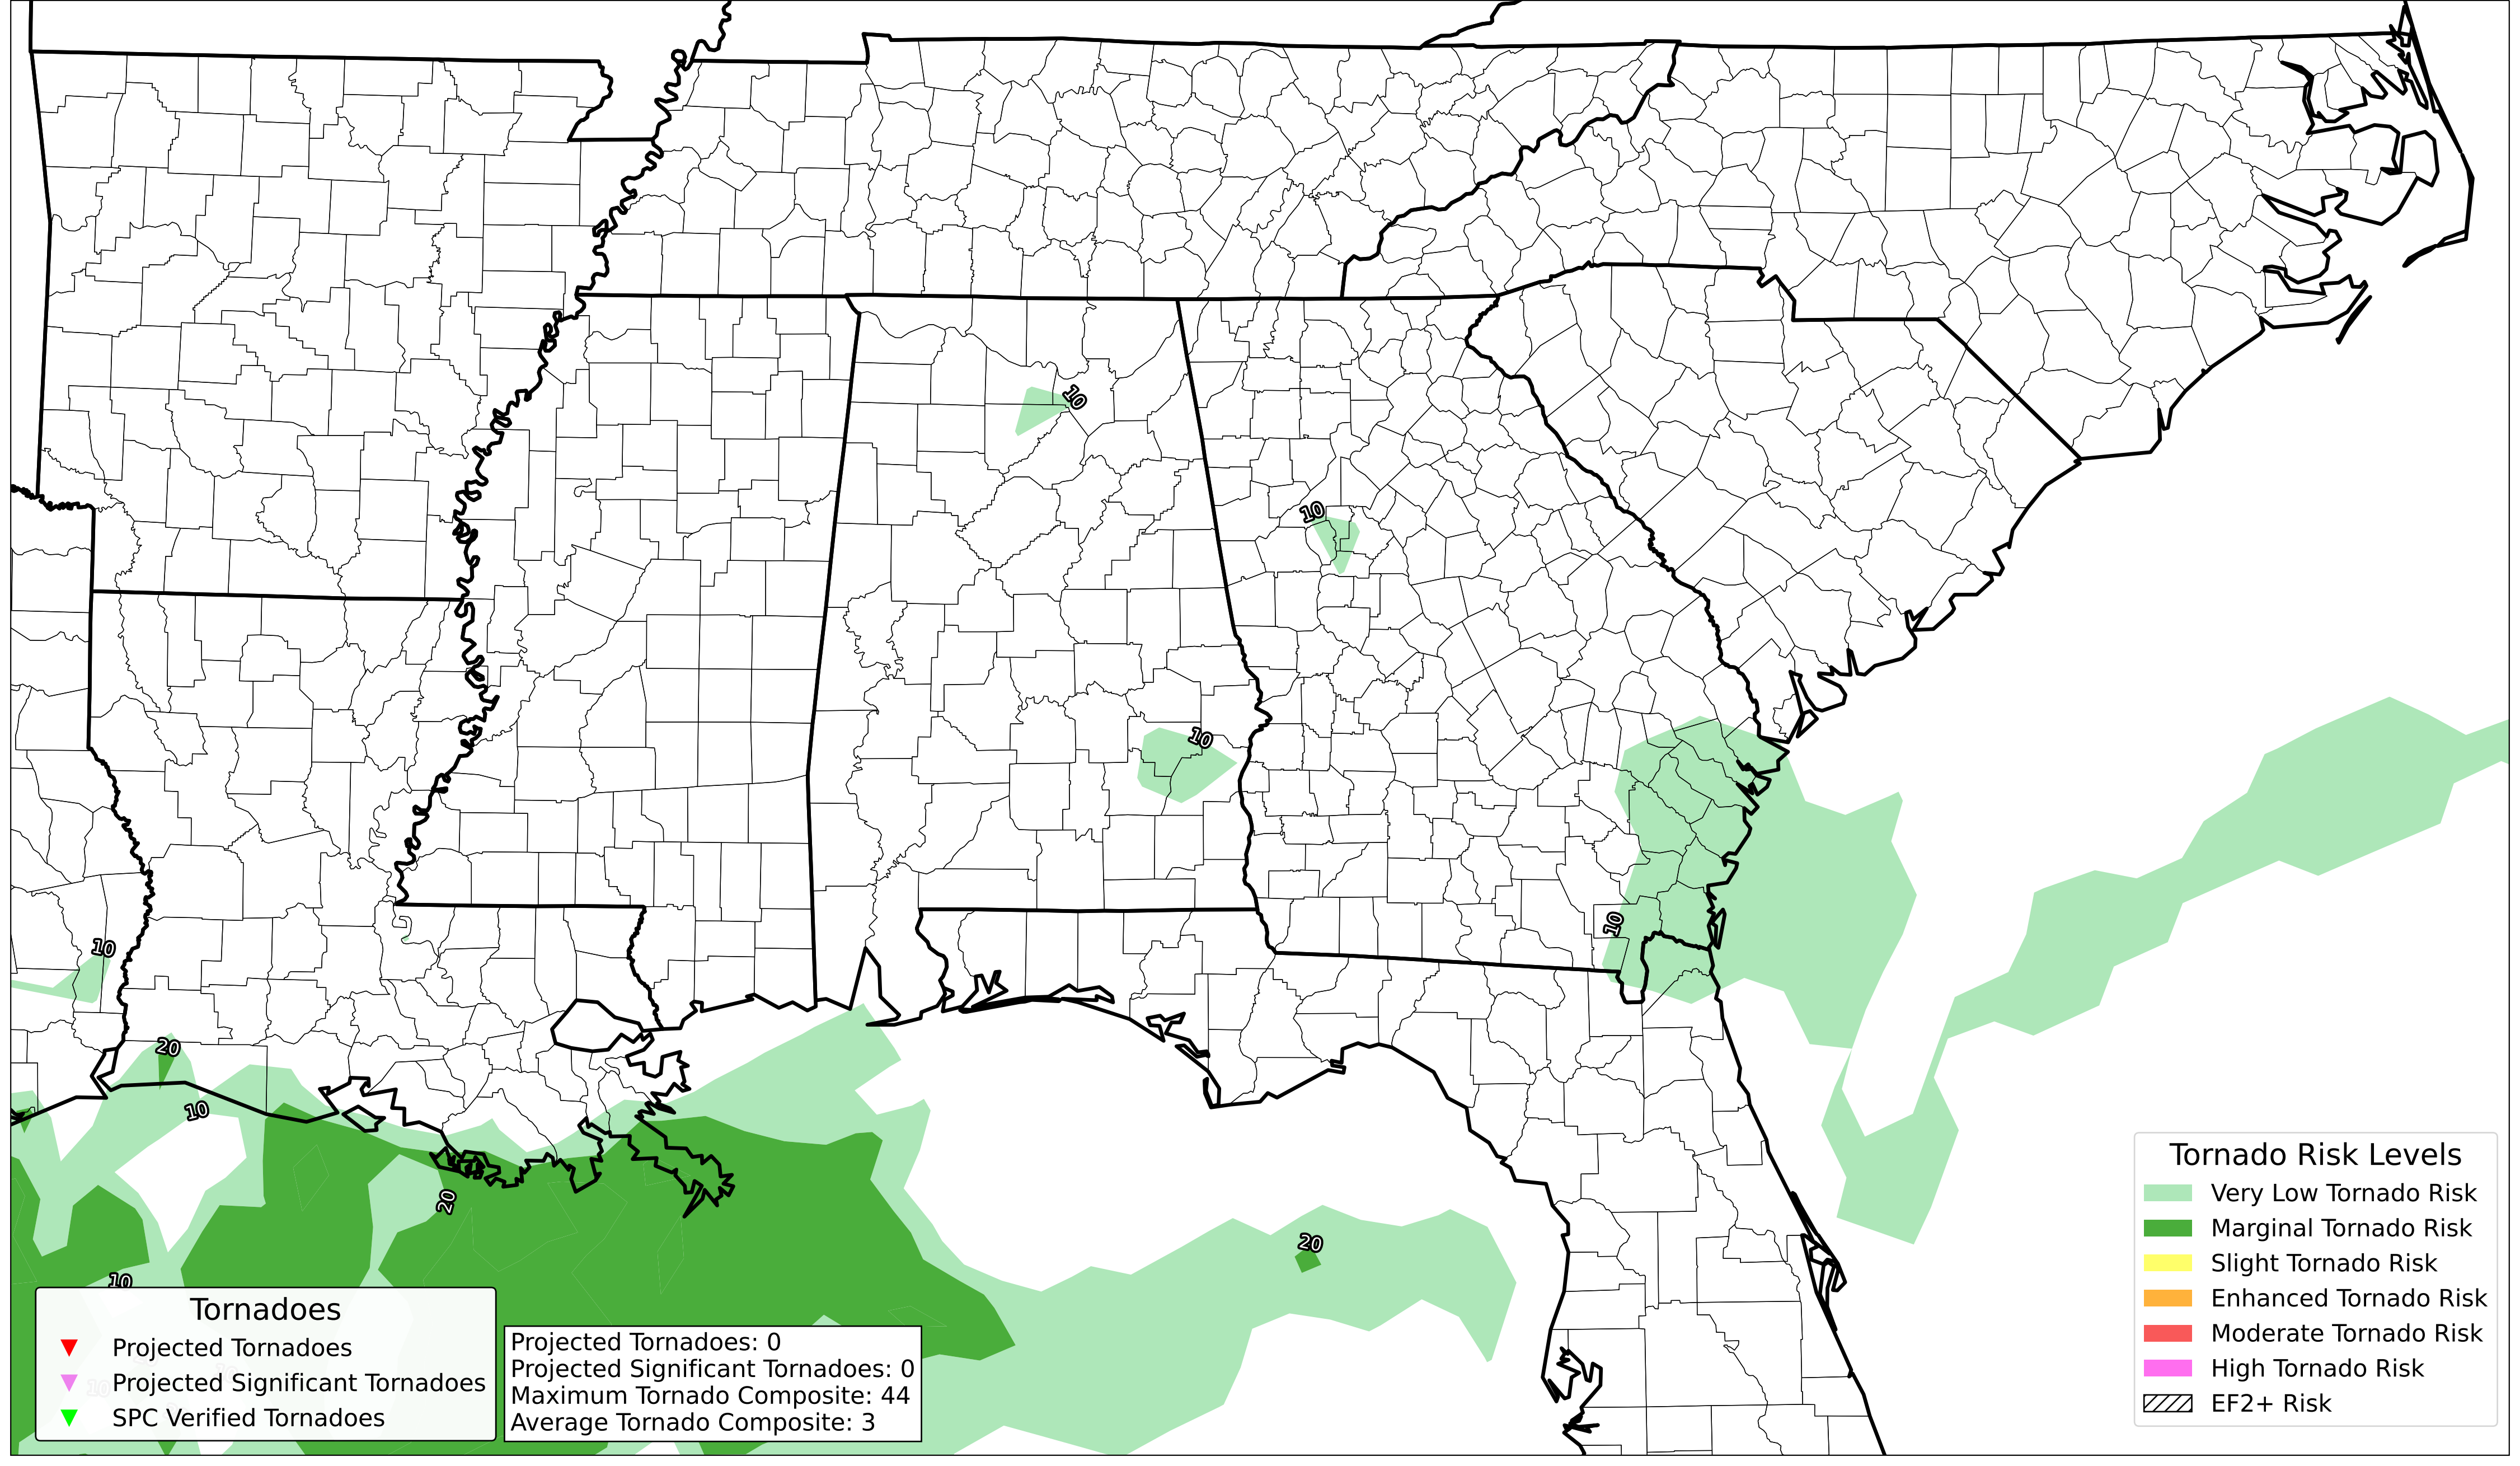 10
10
10
10
10
20
10
20
20
10
Tornadoes
Projected Tornadoes
Projected Significant Tornadoes
SPC Verified Tornadoes
Projected Tornadoes: 0
Projected Significant Tornadoes: 0
Maximum Tornado Composite: 44
Average Tornado Composite: 3
Tornado Risk Levels
Very Low Tornado Risk
Marginal Tornado Risk
Slight Tornado Risk
Enhanced Tornado Risk
Moderate Tornado Risk
High Tornado Risk
EF2+ Risk